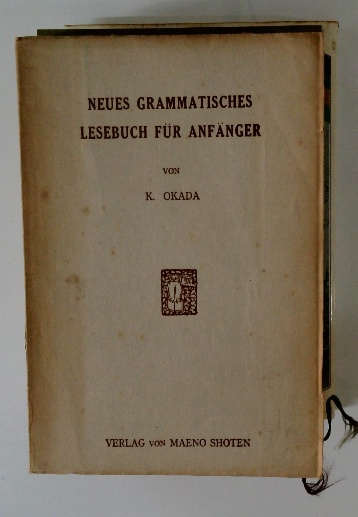 NEUES GRAMMATISCHES
LESEBUCH FÜR ANFÄNGER
VON
K. OKADA
VERLAG VON MAENO SHOTEN